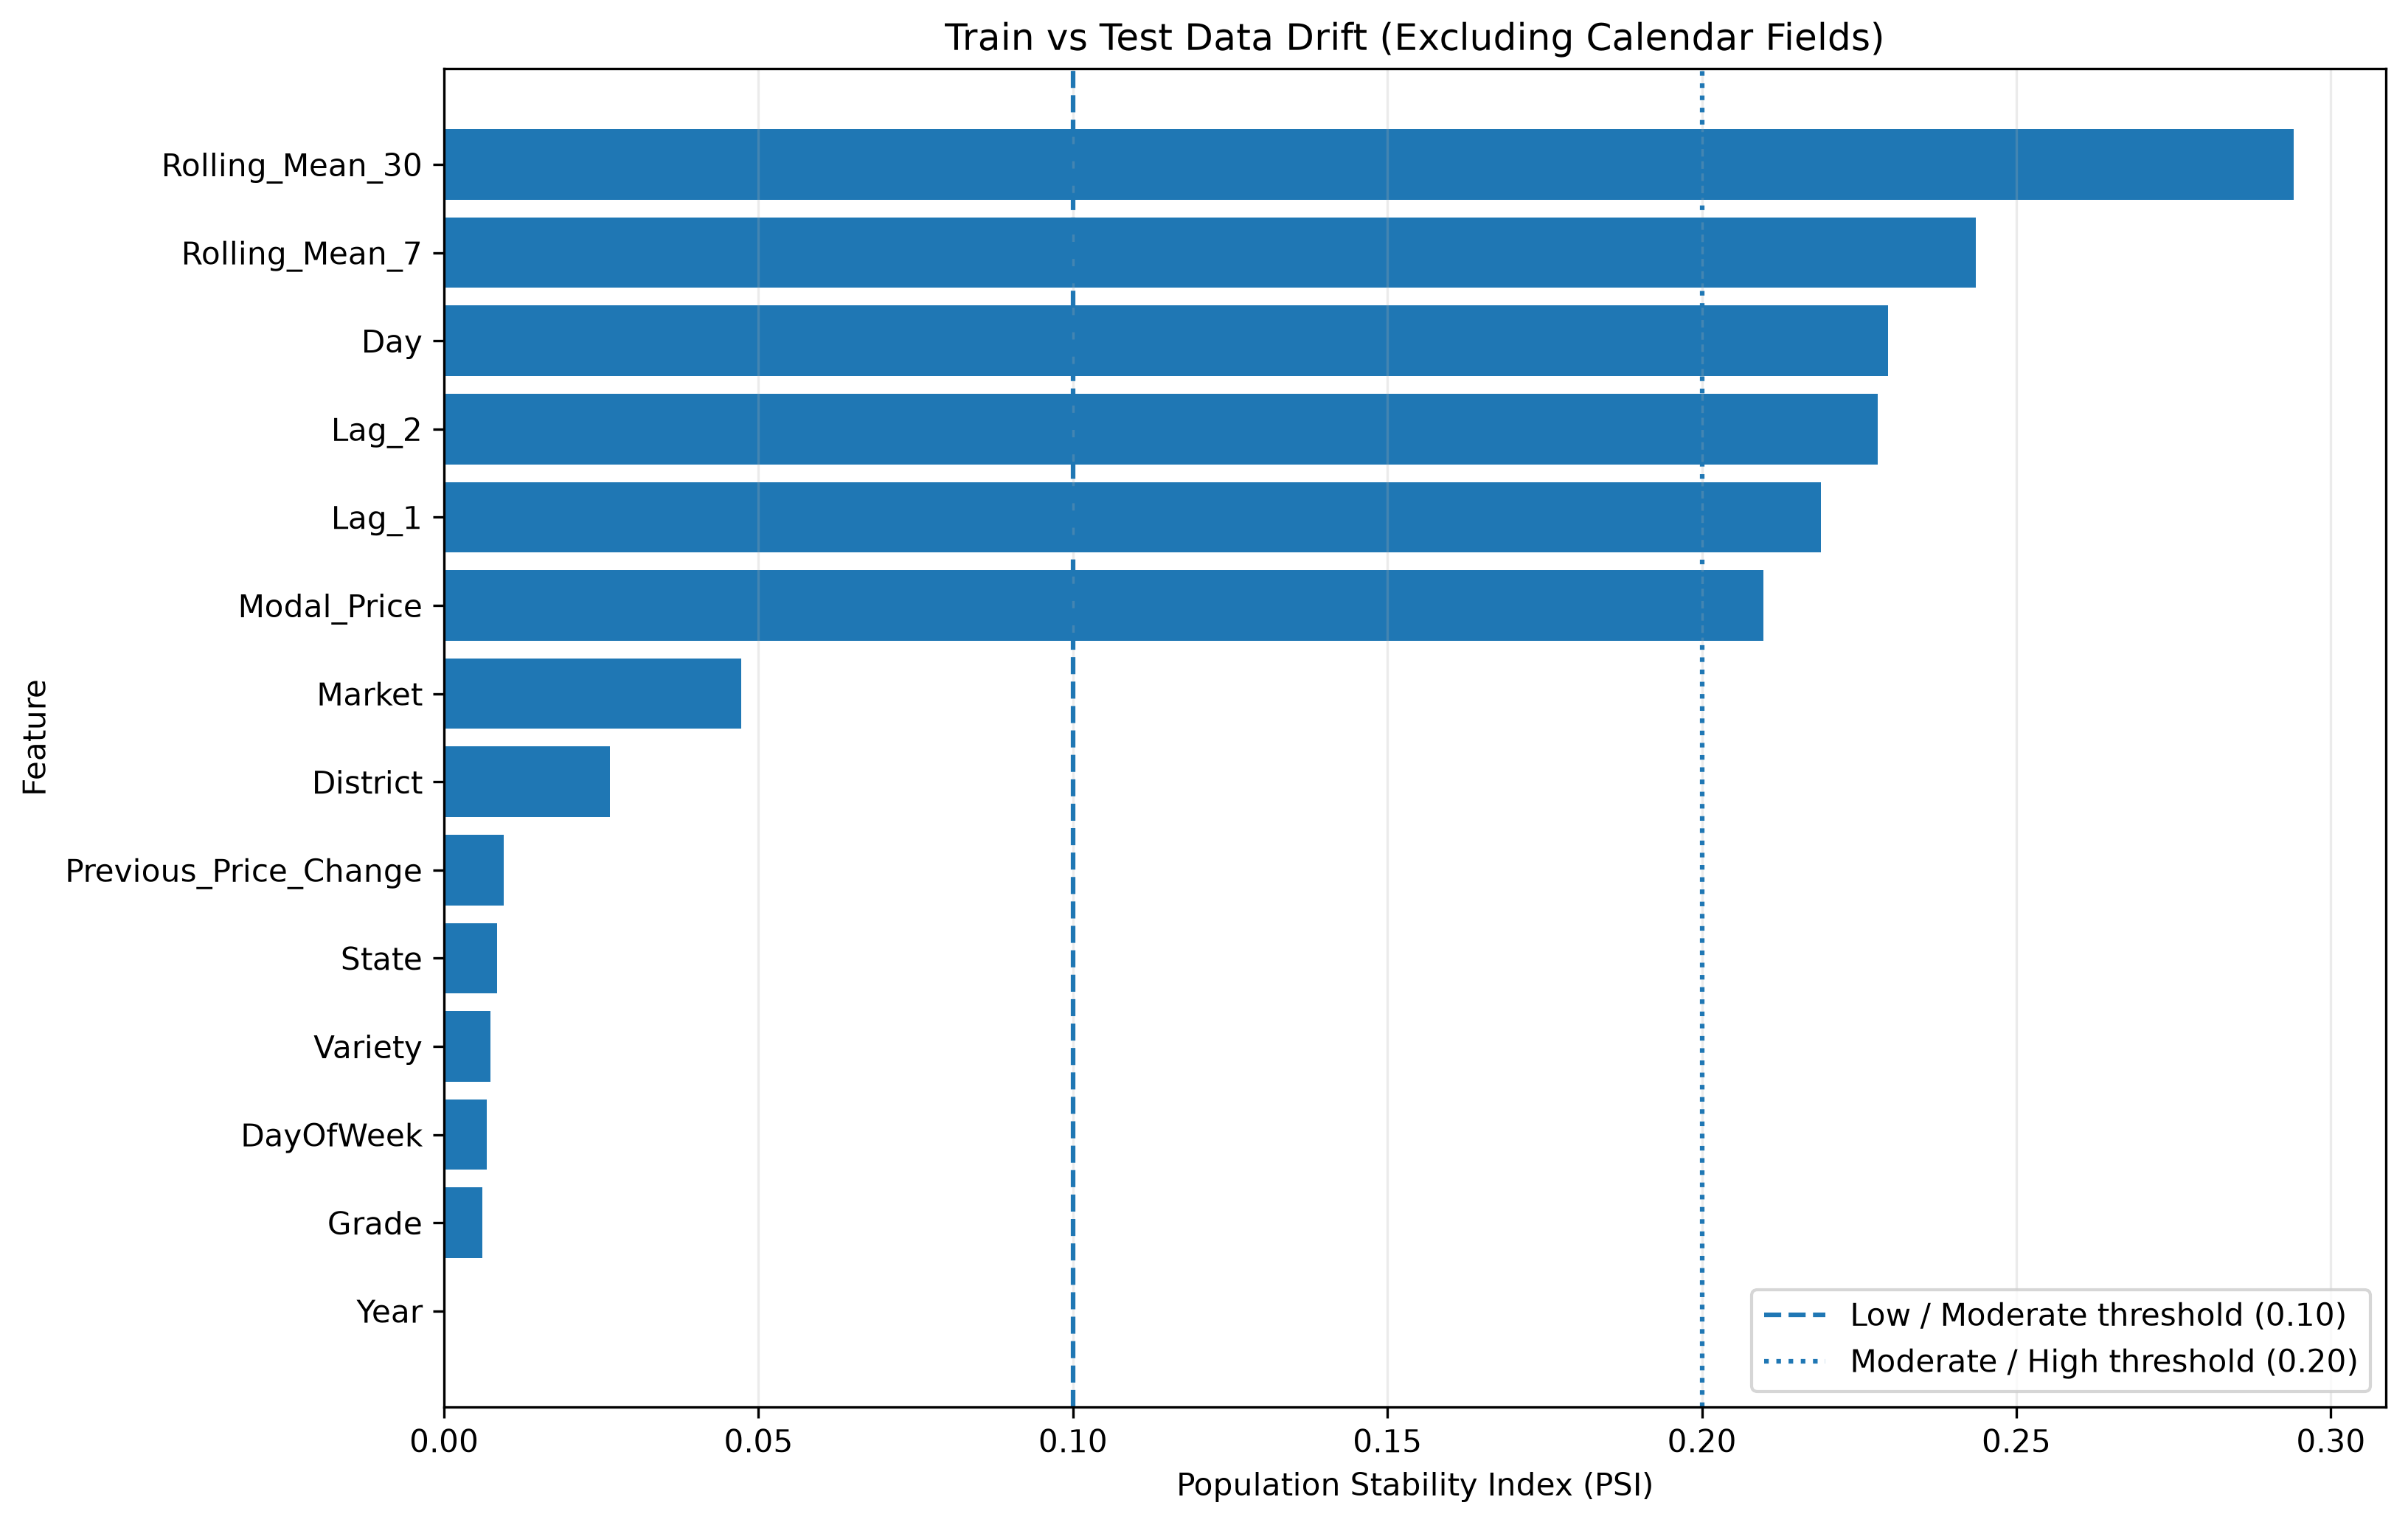 Train vs Test Data Drift (Excluding Calendar Fields)
Rolling_Mean_30
Rolling_Mean_7
Day
Lag_2
Lag_1
Modal_Price
Market
District
Previous_Price_Change
State
Variety
DayOfWeek
Grade
Year
Feature
Low / Moderate threshold (0.10)
Moderate / High threshold (0.20)
0.00 0.05 0.10 0.15 0.20 0.25 0.30
Population Stability Index (PSI)